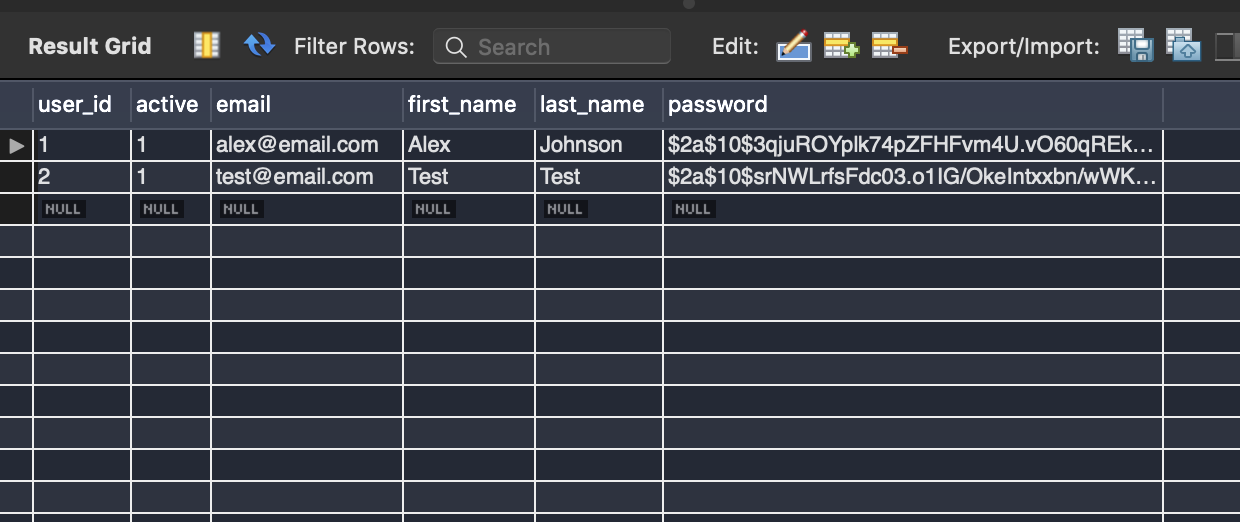 Result Grid Filter Rows: Search Edit: Export/Import:
user_id active email first_name last_name password
1 1 alex@email.com Alex Johnson $2a$10$3qjuROYplk74pZFHFvm4U.vO60qREk...
2 1 test@email.com Test Test $2a$10$srNWLrfsFdc03.o1IG/OkeIntxxbn/wWK...
NULL NULL NULL NULL NULL NULL